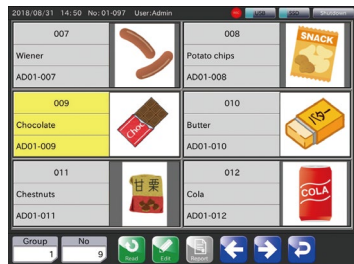 2018/08/31 14:50 No:01-097 User:Admin USB SSD
007
Wiener
AD01-007
008
Potato chips
AD01-008
SNACK
009
Chocolate
AD01-009
Choc
010
Butter
AD01-010
バター
011
Chestnuts
AD01-011
甘栗
012
Cola
AD01-012
COLA
Group
1
No
9
Read
Edit
Report